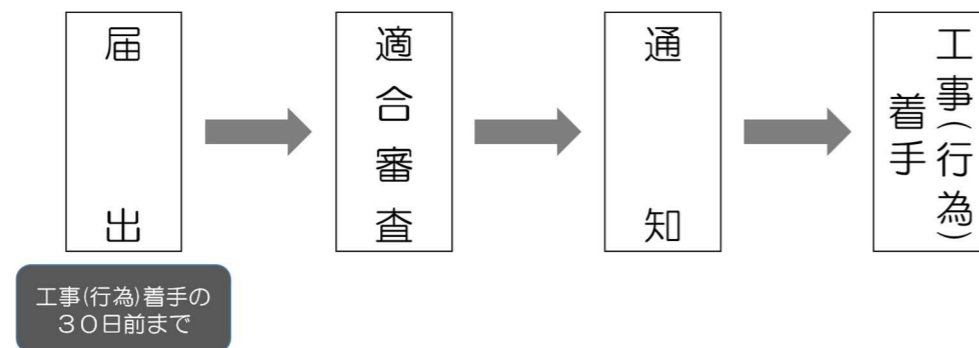 届出
適合審査
通知
工事(行為)
着手
工事(行為)着手の
３０日前まで